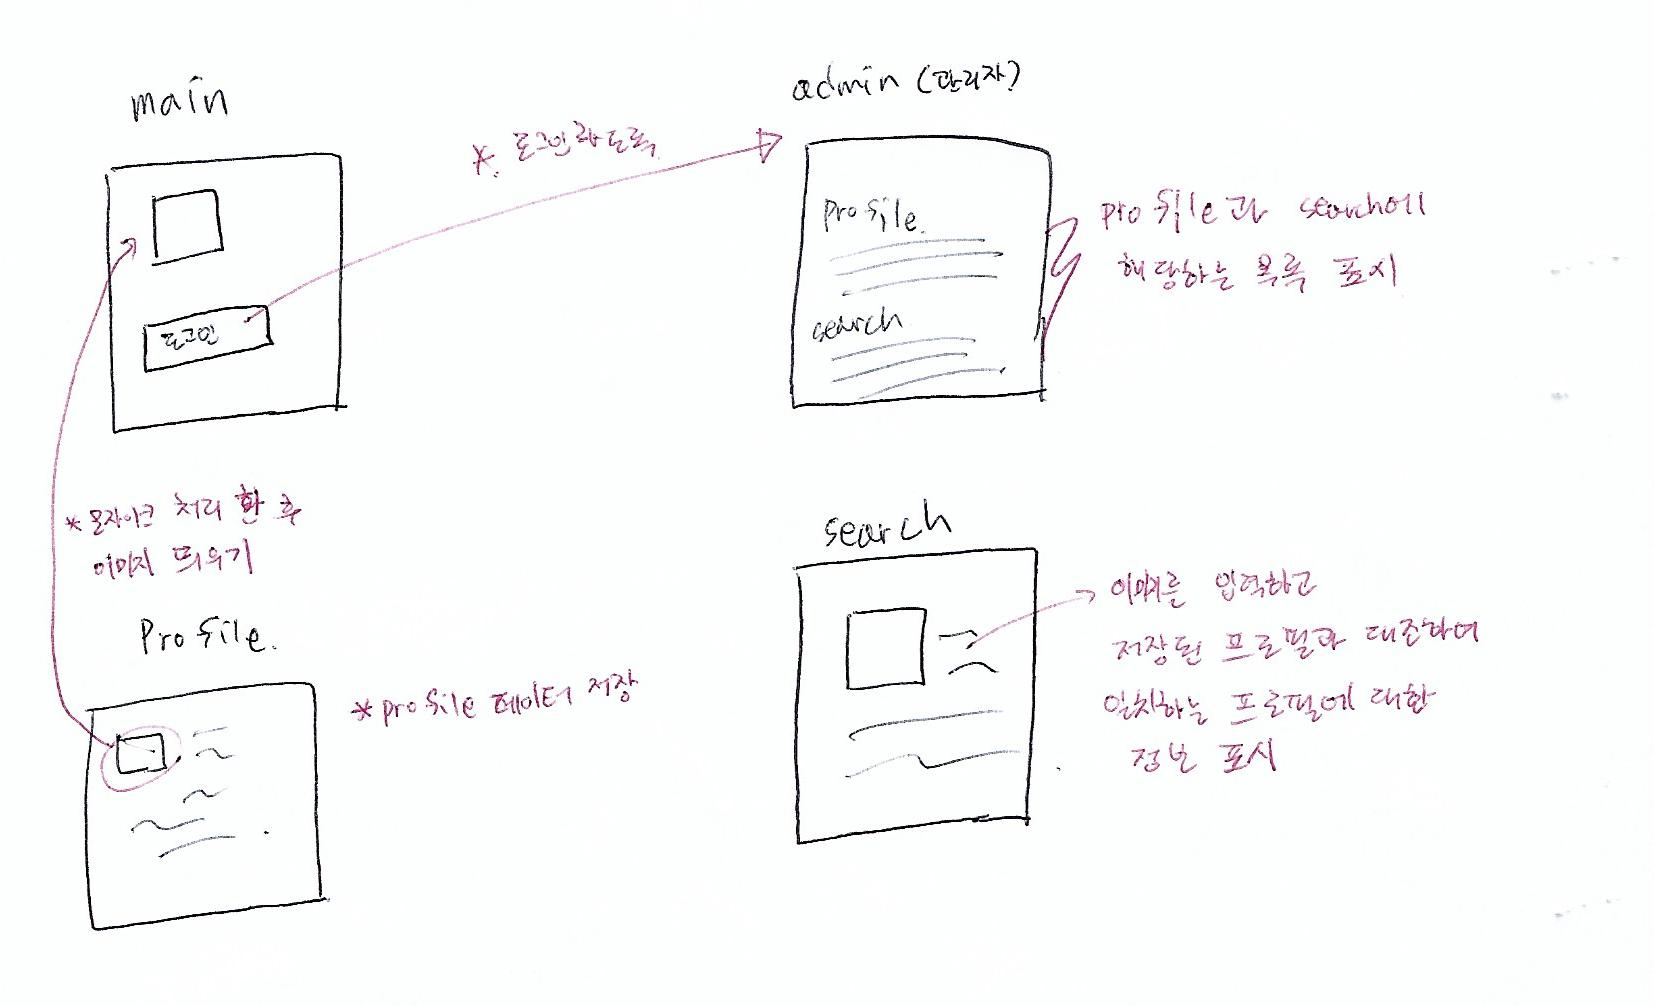 main
admin (관리자)
* 로그인하도록
로그인
profile.
search
profile과 search에
해당하는 목록 표시
* 모자이크 처리 한 후
이미지 띄우기
Profile.
* profile 데이터 저장
search
이미지를 입력하고
저장된 프로필과 대조하여
일치하는 프로필에 대한
정보 표시